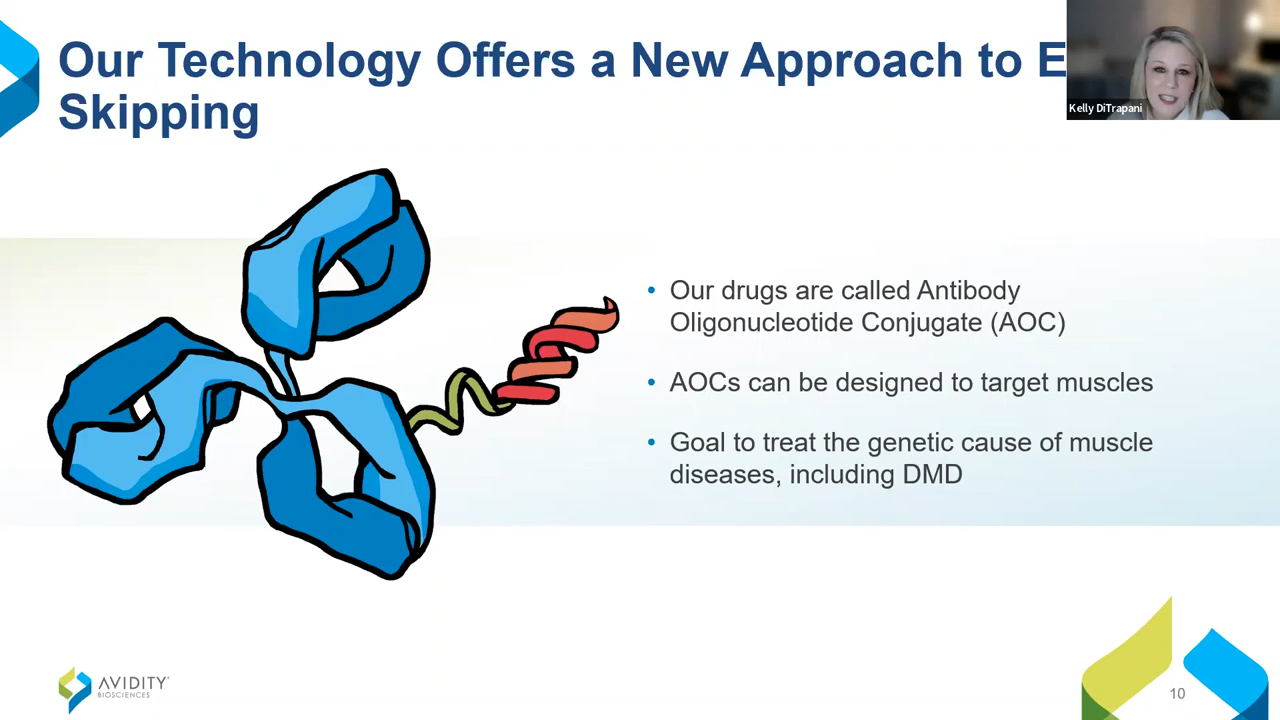 Our Technology Offers a New Approach to E
Skipping
Kelly DiTrapani
• Our drugs are called Antibody
Oligonucleotide Conjugate (AOC)
• AOCs can be designed to target muscles
• Goal to treat the genetic cause of muscle
diseases, including DMD
AVIDITY
BIOSCIENCES
10